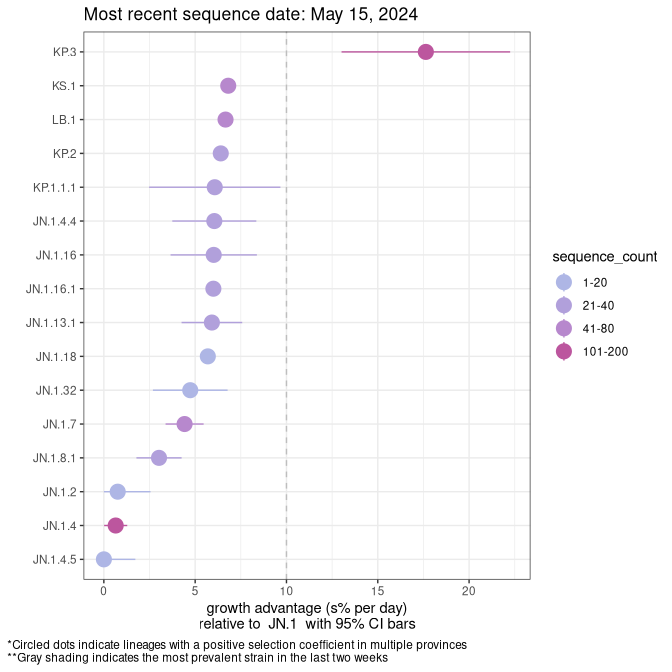 Most recent sequence date: May 15, 2024
KP.3
KS.1
LB.1
KP.2
KP.1.1.1
JN.1.4.4
JN.1.16
JN.1.16.1
JN.1.13.1
JN.1.18
JN.1.32
JN.1.7
JN.1.8.1
JN.1.2
JN.1.4
JN.1.4.5
0 5 10 15 20
growth advantage (s% per day)
relative to JN.1 with 95% CI bars
sequence_count
1-20
21-40
41-80
101-200
*Circled dots indicate lineages with a positive selection coefficient in multiple provinces
**Gray shading indicates the most prevalent strain in the last two weeks